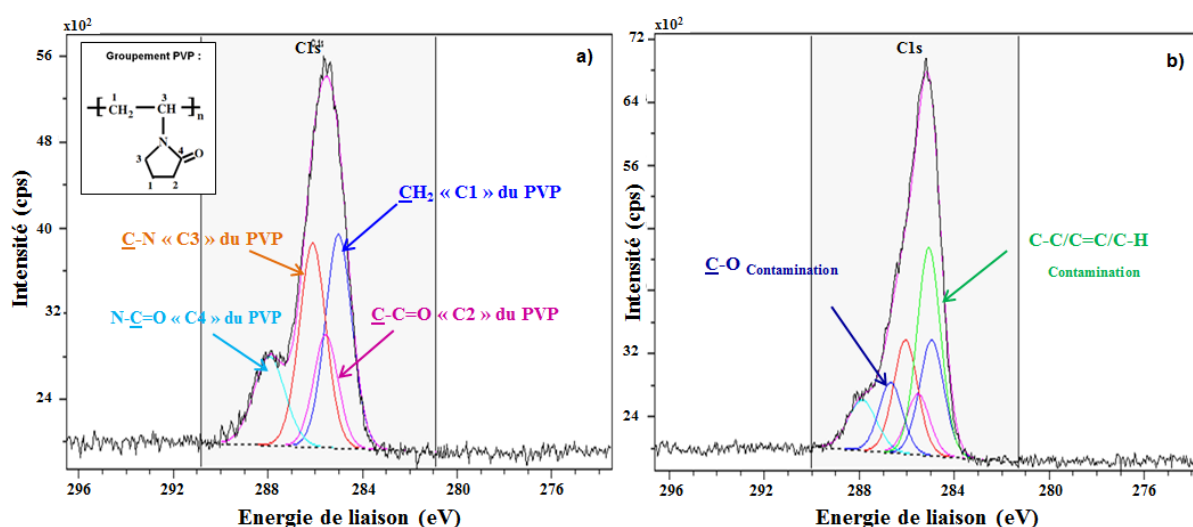 x10²
C1s
a)
Groupement PVP :
1
3
CH₂
CH
n
N
4
O
3
1
2
56
48
40
32
24
Intensité (cps)
CH₂ « C1 » du PVP
C-N « C3 » du PVP
N-C=O « C4 » du PVP
C-C=O « C2 » du PVP
296
292
288
284
280
276
Energie de liaison (eV)
x10²
C1s
b)
72
64
32
24
Intensité (cps)
C-O Contamination
C-C/C=C/C-H
Contamination
296
292
288
284
280
276
Energie de liaison (eV)